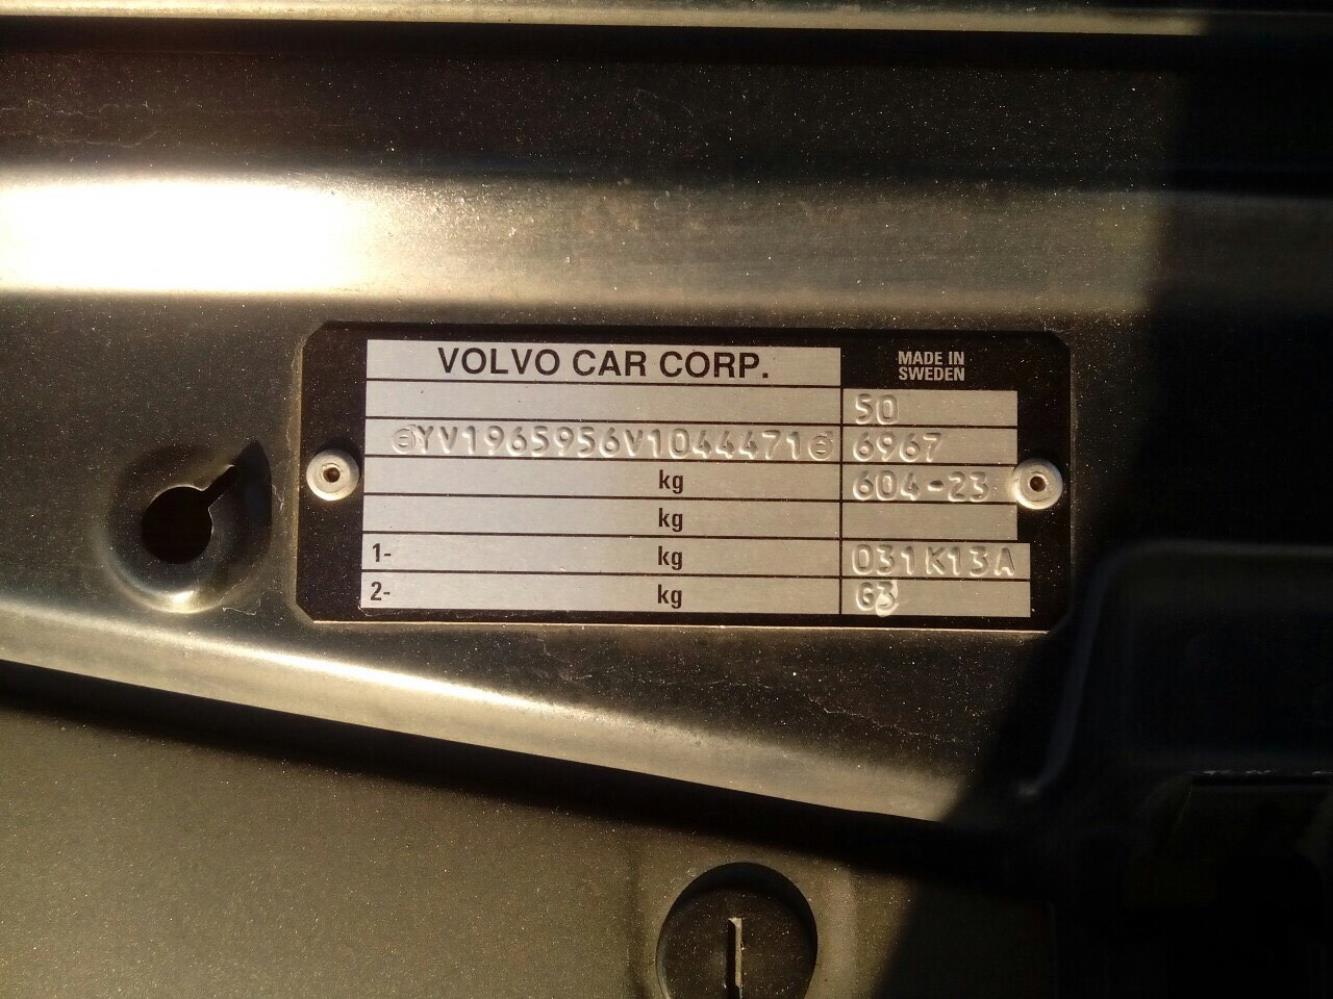 VOLVO CAR CORP.
MADE IN
SWEDEN
50
YV1965956V1044471
6967
kg
604-23
kg
1-
kg
031K13A
2-
kg
G3